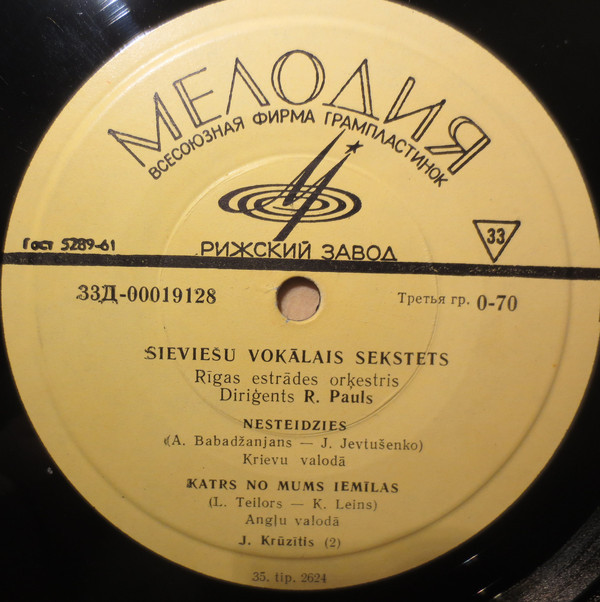 МЕЛОДИЯ
ВСЕСОЮЗНАЯ ФИРМА ГРАМПЛАСТИНОК
Гост 5289-61
РИЖСКИЙ ЗАВОД
33
33Д-00019128
Третья гр. 0-70
SIEVIEŠU VOKĀLAIS SEKSTETS
Rīgas estrādes orķestris
Diriģents R. Pauls
NESTEIDZIES
(A. Babadžanjans — J. Jevtušenko)
Krievu valodā
KATRS NO MUMS IEMĪLAS
(L. Teilors — K. Leins)
Angļu valodā
J. Krūzītis (2)
35. tip. 2624